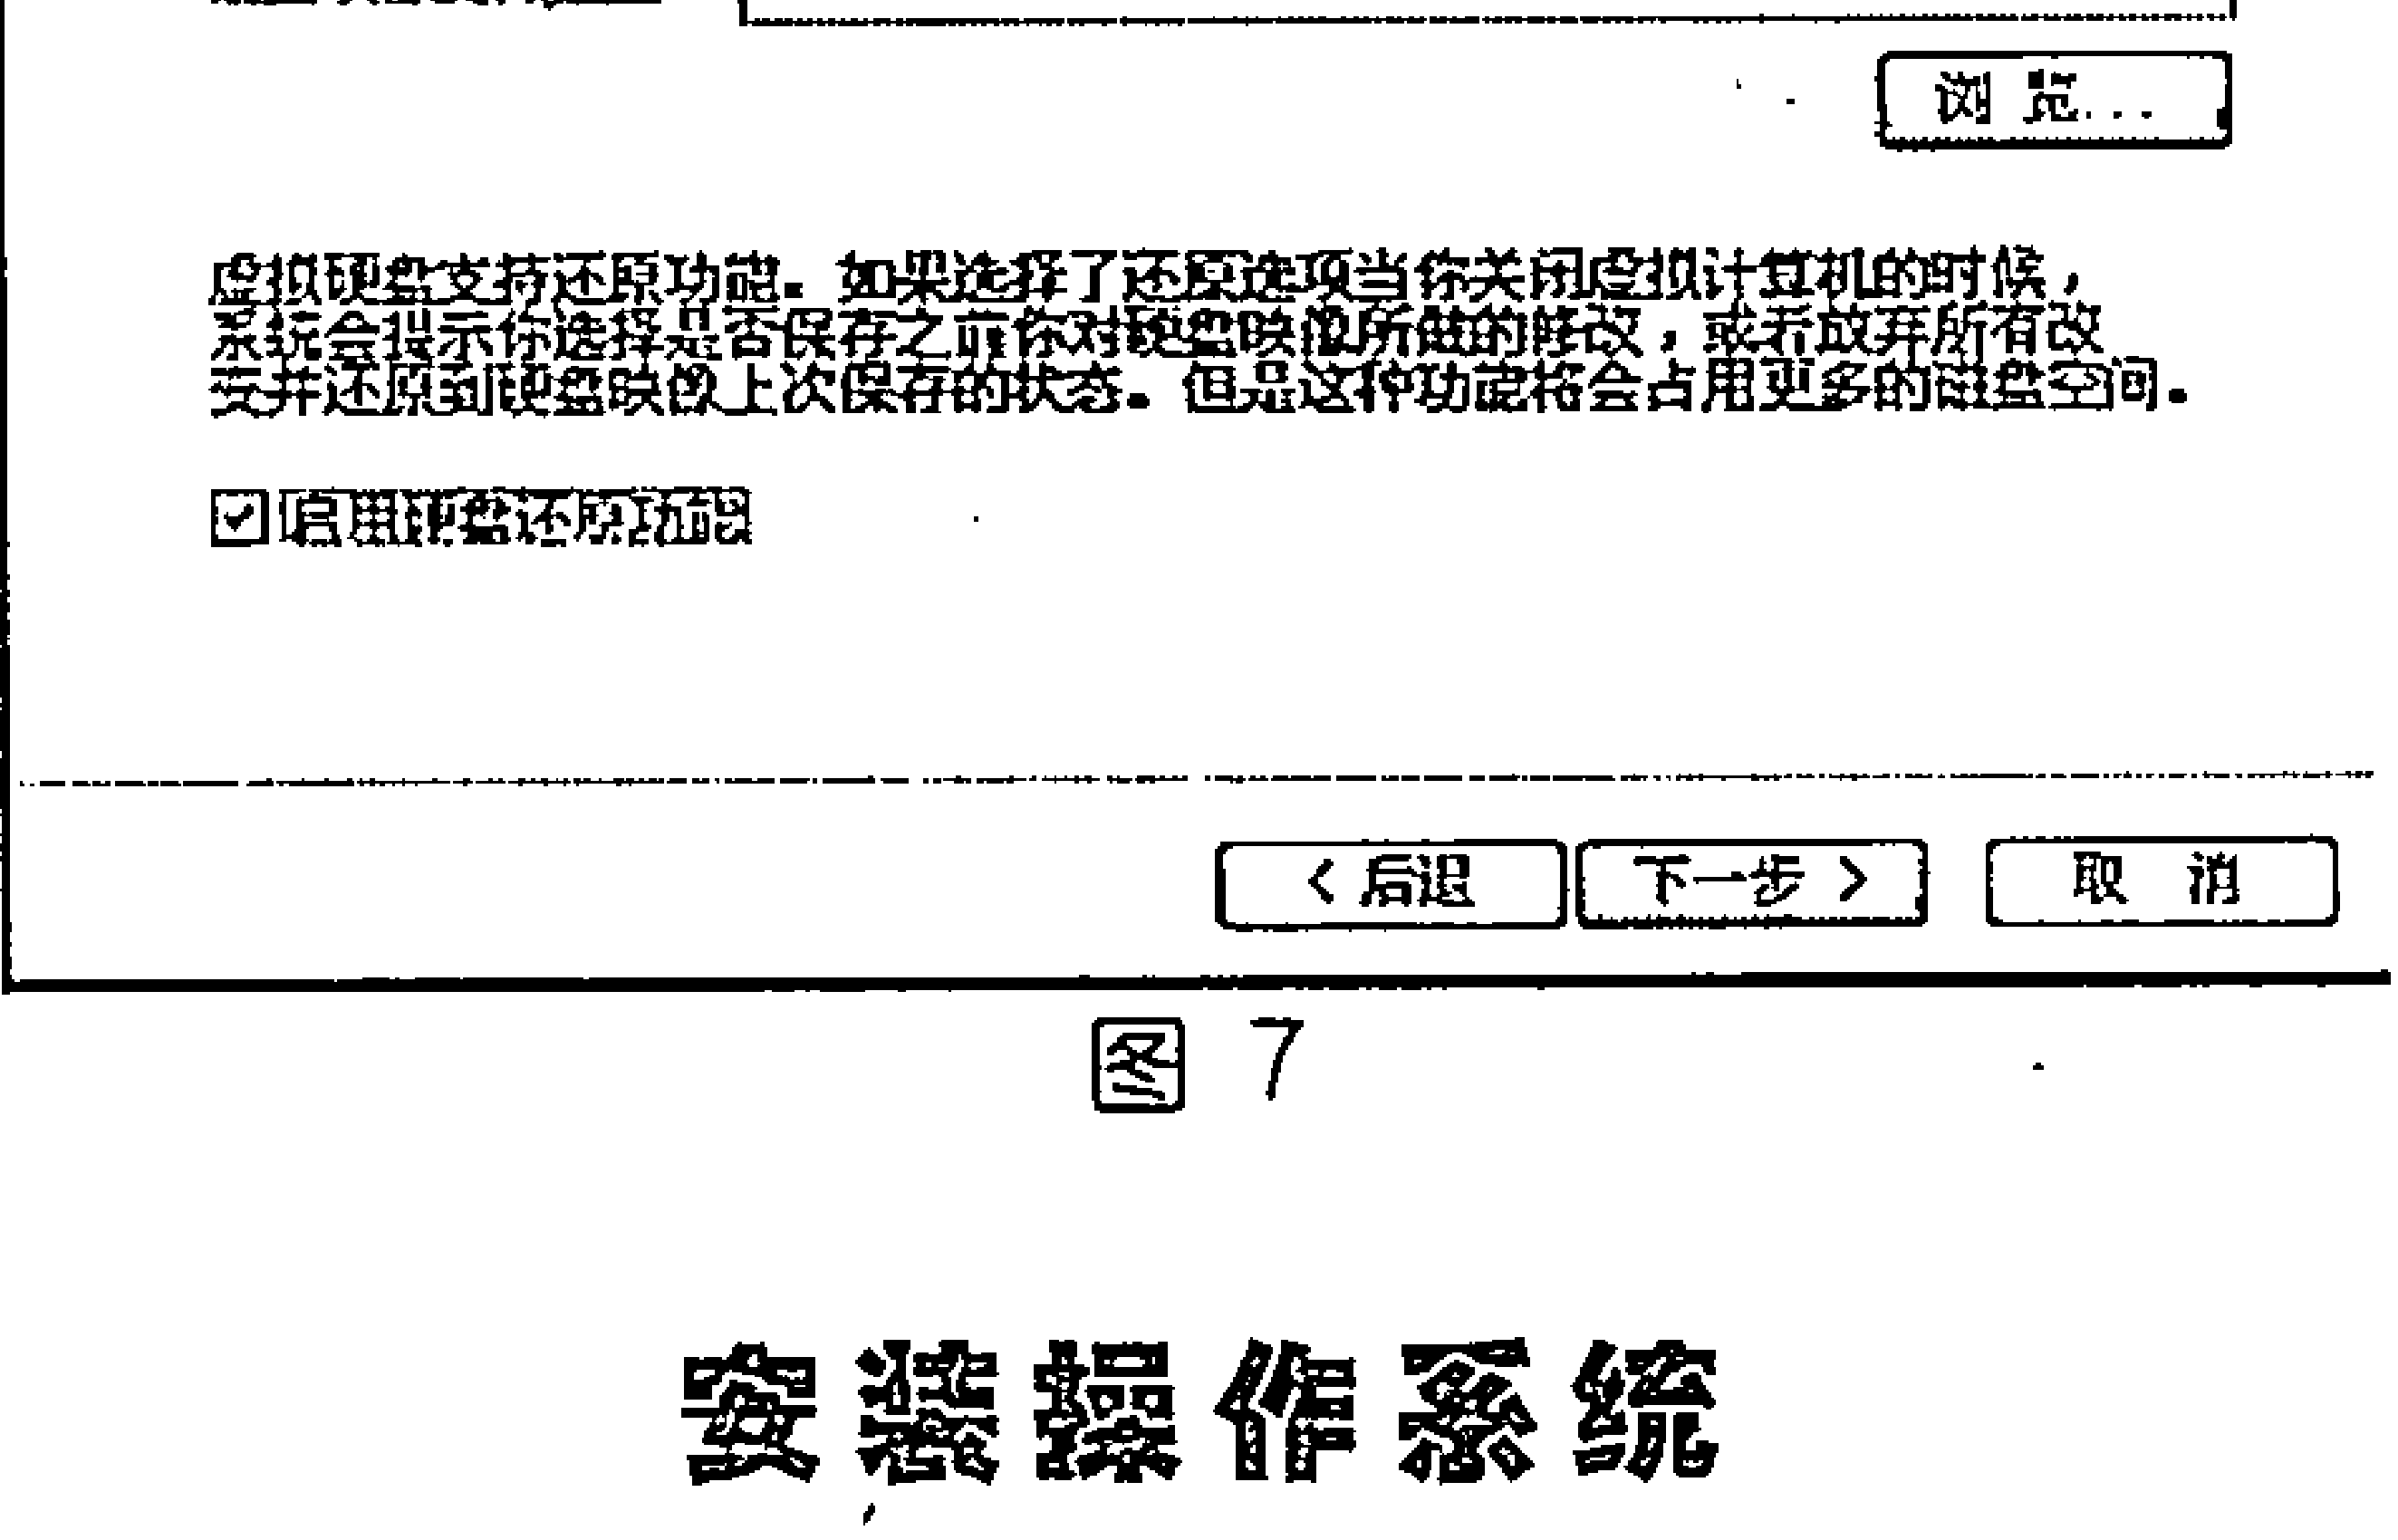 浏 览...
虚拟硬盘支持还原功能。如果选择了还原选项当你关闭虚拟计算机的时候，
系统会提示你选择是否保存之前你对硬盘映像所做的修改，或者放弃所有改
变并还原到硬盘映像上次保存的状态。但是这种功能将会占用更多的磁盘空间。
启用硬盘还原功能
< 后退
下一步 >
取 消
图 7
安装操作系统